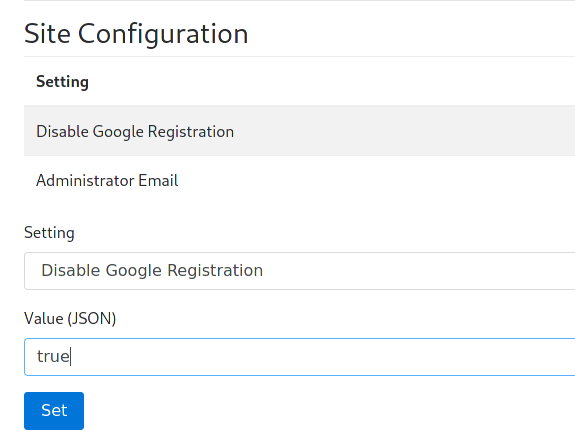 Site Configuration
Setting
Disable Google Registration
Administrator Email
Setting
Disable Google Registration
Value (JSON)
true
Set